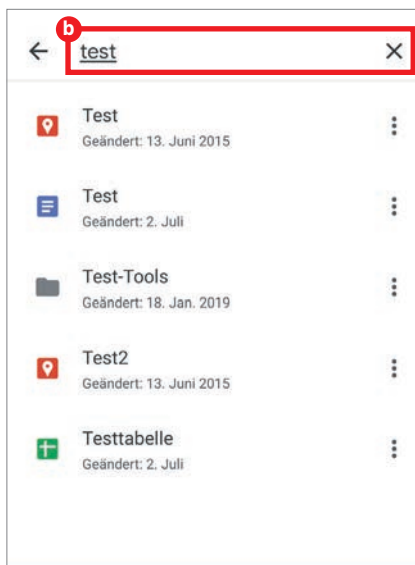 b
test
Test
Geändert: 13. Juni 2015
Test
Geändert: 2. Juli
Test-Tools
Geändert: 18. Jan. 2019
Test2
Geändert: 13. Juni 2015
Testtabelle
Geändert: 2. Juli